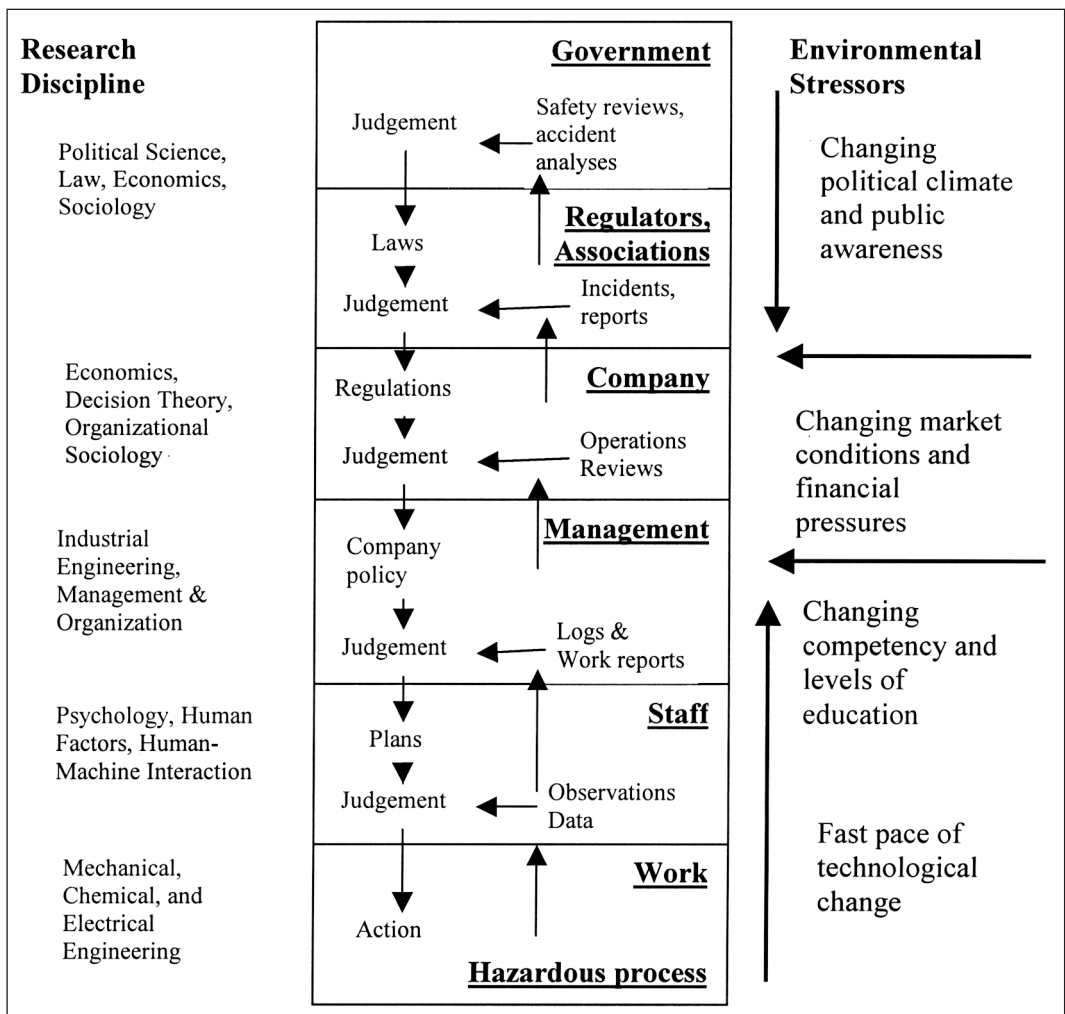 Research
Discipline
Political Science,
Law, Economics,
Sociology
Economics,
Decision Theory,
Organizational
Sociology
Industrial
Engineering,
Management &
Organization
Psychology, Human
Factors, Human-
Machine Interaction
Mechanical,
Chemical, and
Electrical
Engineering
Government
Judgement
Safety reviews,
accident
analyses
Regulators,
Associations
Laws
Judgement
Incidents,
reports
Company
Regulations
Judgement
Operations
Reviews
Management
Company
policy
Judgement
Logs &
Work reports
Staff
Plans
Judgement
Observations
Data
Work
Action
Hazardous process
Environmental
Stressors
Changing
political climate
and public
awareness
Changing market
conditions and
financial
pressures
Changing
competency and
levels of
education
Fast pace of
technological
change